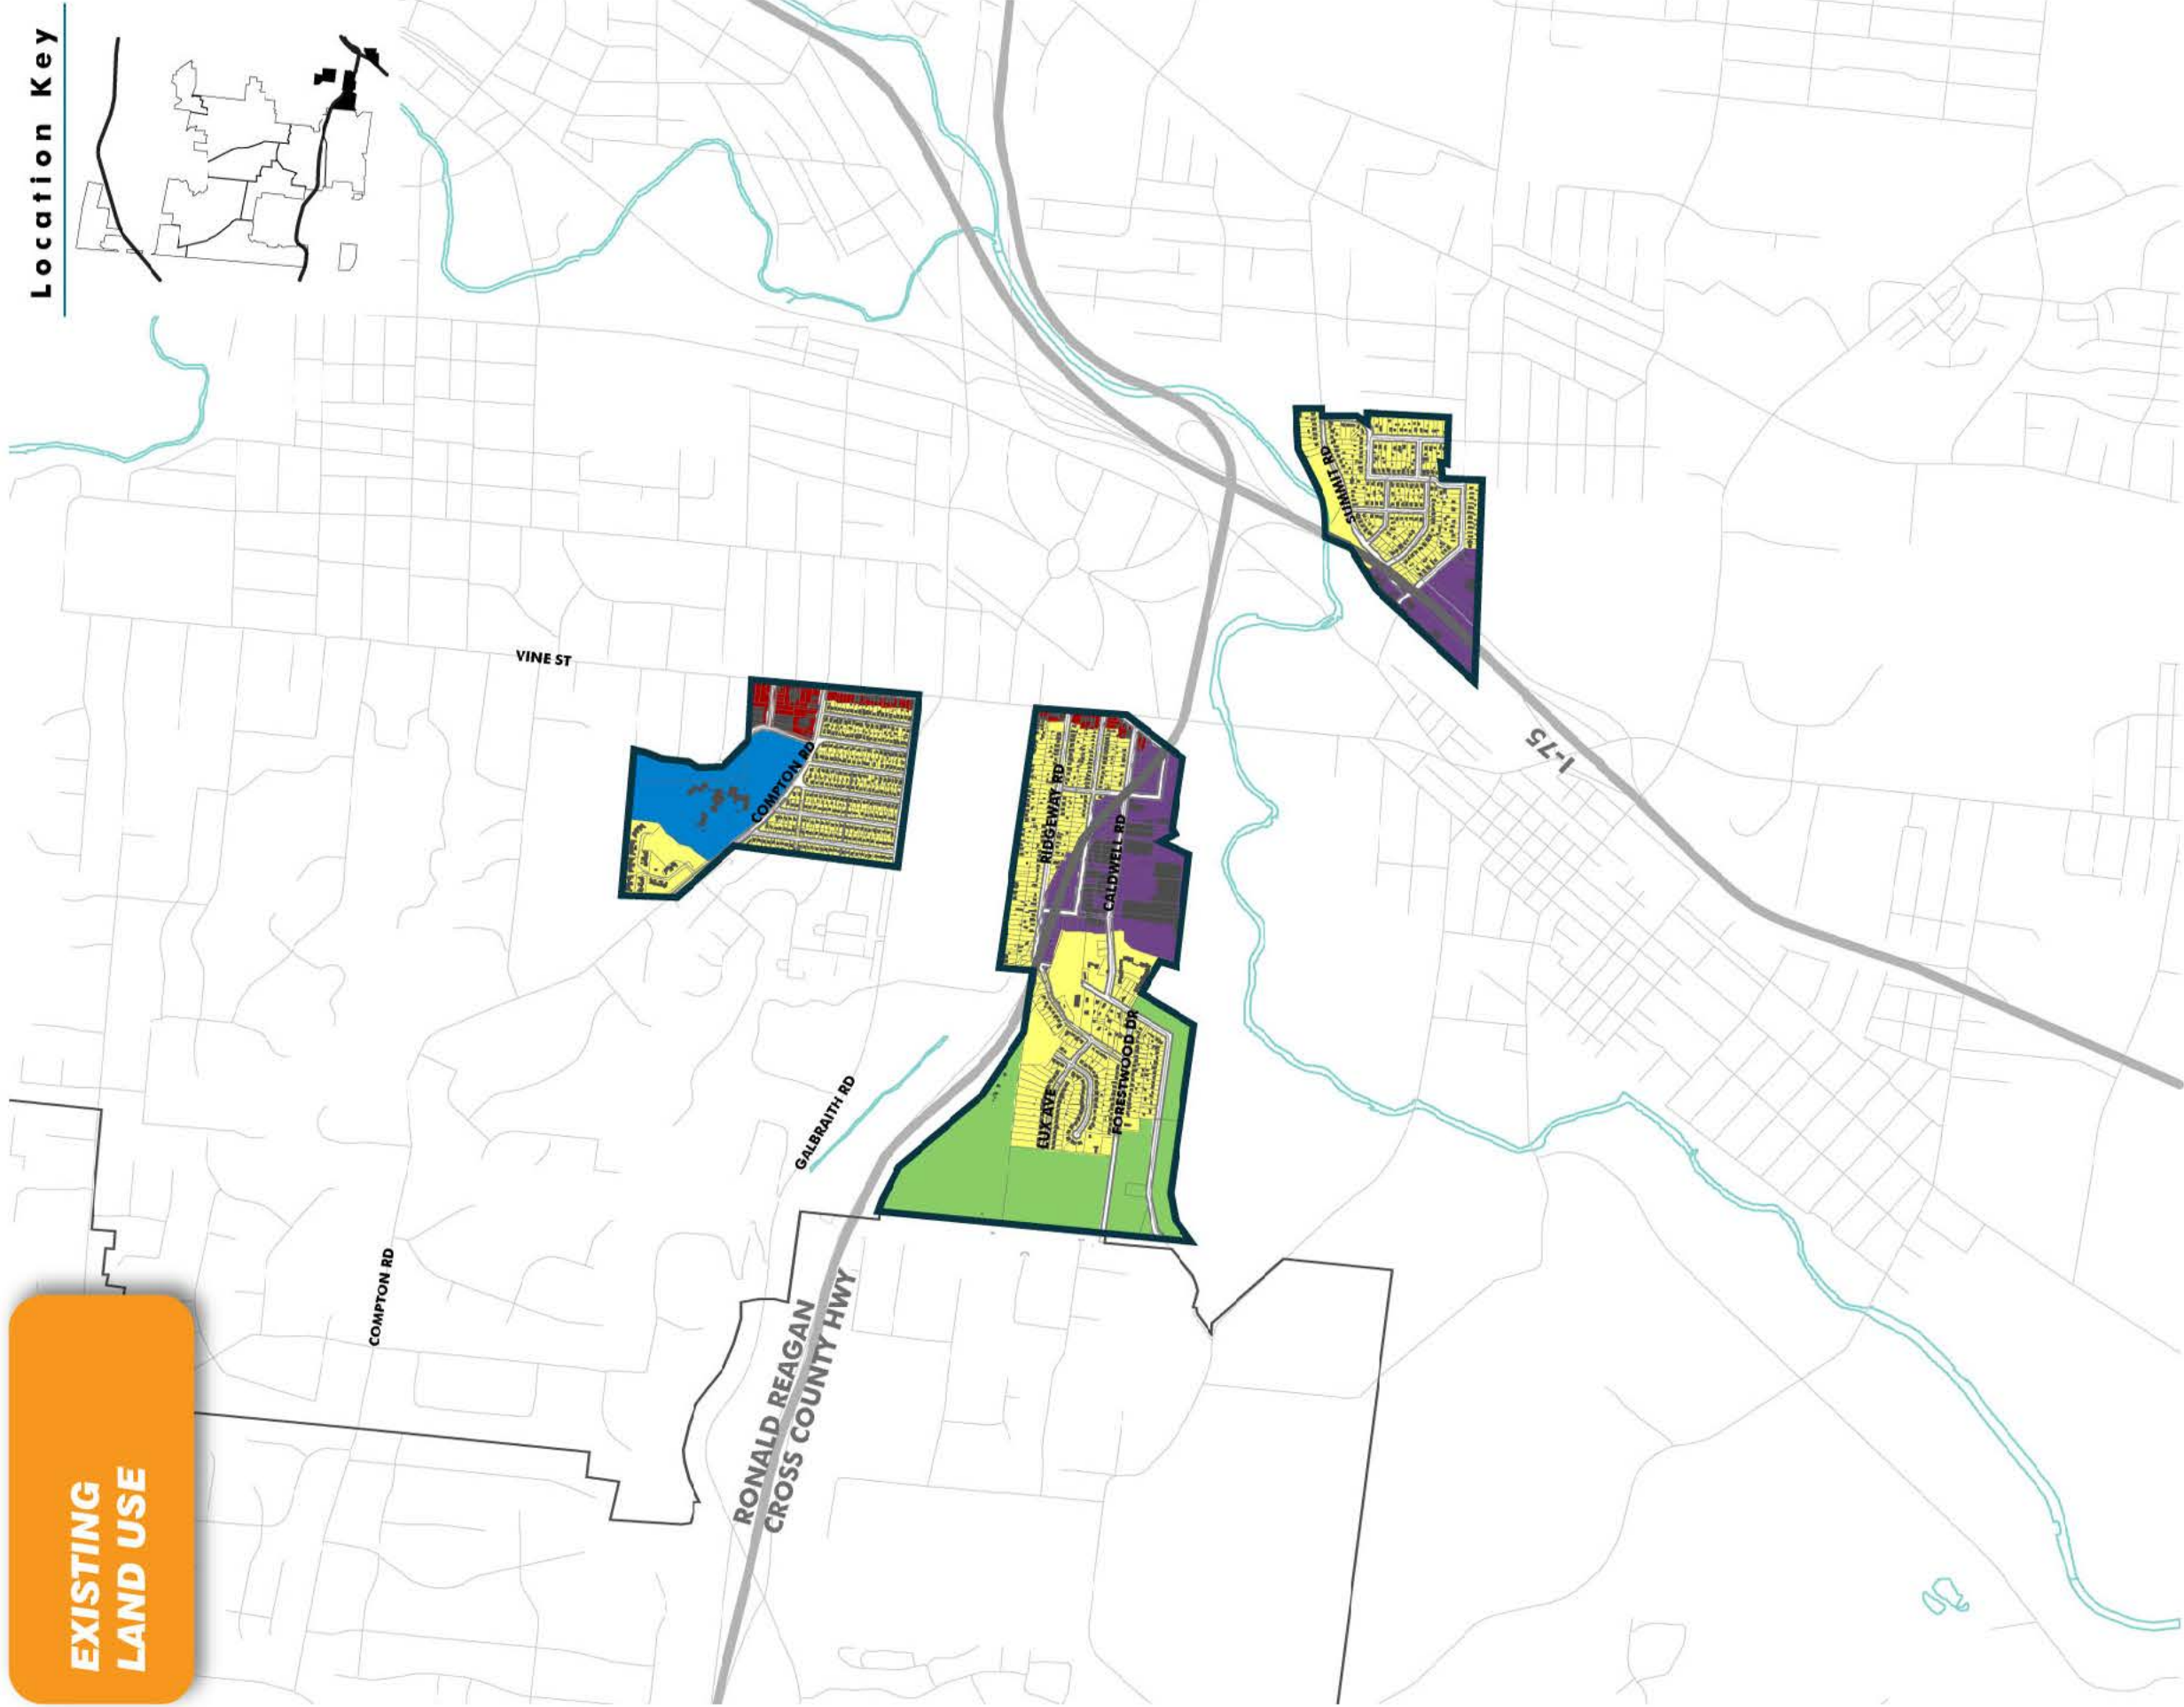 EXISTING
LAND USE
Location Key
VINE ST
COMPTON RD
COMPTON RD
GALBRAITH RD
RONALD REAGAN
CROSS COUNTY HWY
RIDGEWAY RD
CALDWELL RD
LUX AVE
FORESTWOOD DR
SUMMIT RD
I-75